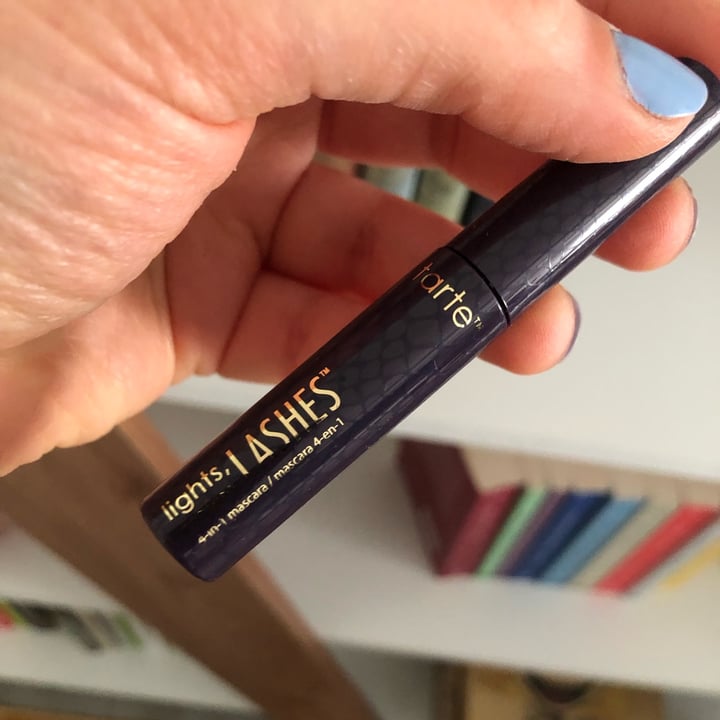 tarte™
lights, LASHES™
4-in-1 mascara / mascara 4-en-1